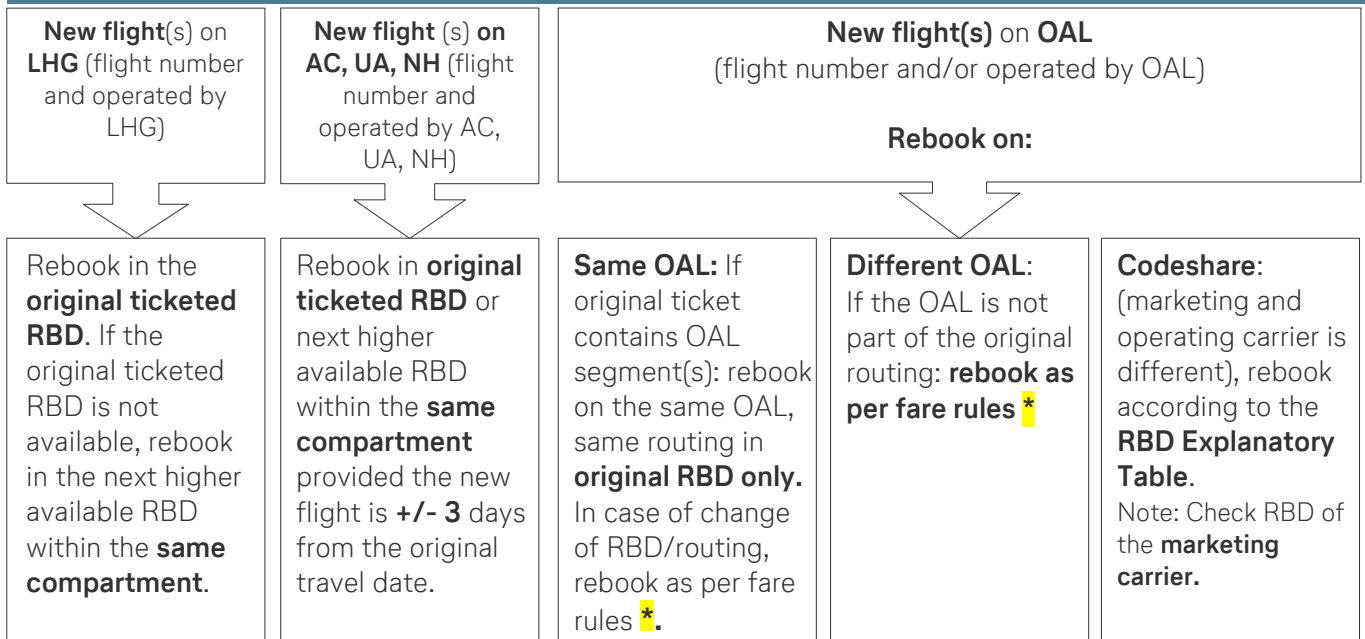 New flight(s) on
LHG (flight number
and operated by
LHG)
New flight (s) on
AC, UA, NH (flight
number and
operated by AC,
UA, NH)
New flight(s) on OAL
(flight number and/or operated by OAL)
Rebook on:
Rebook in the
original ticketed
RBD. If the
original ticketed
RBD is not
available, rebook
in the next higher
available RBD
within the same
compartment.
Rebook in original
ticketed RBD or
next higher
available RBD
within the same
compartment
provided the new
flight is +/- 3 days
from the original
travel date.
Same OAL: If
original ticket
contains OAL
segment(s): rebook
on the same OAL,
same routing in
original RBD only.
In case of change
of RBD/routing,
rebook as per fare
rules *.
Different OAL:
If the OAL is not
part of the original
routing: rebook as
per fare rules *
Codeshare:
(marketing and
operating carrier is
different), rebook
according to the
RBD Explanatory
Table.
Note: Check RBD of
the marketing
carrier.